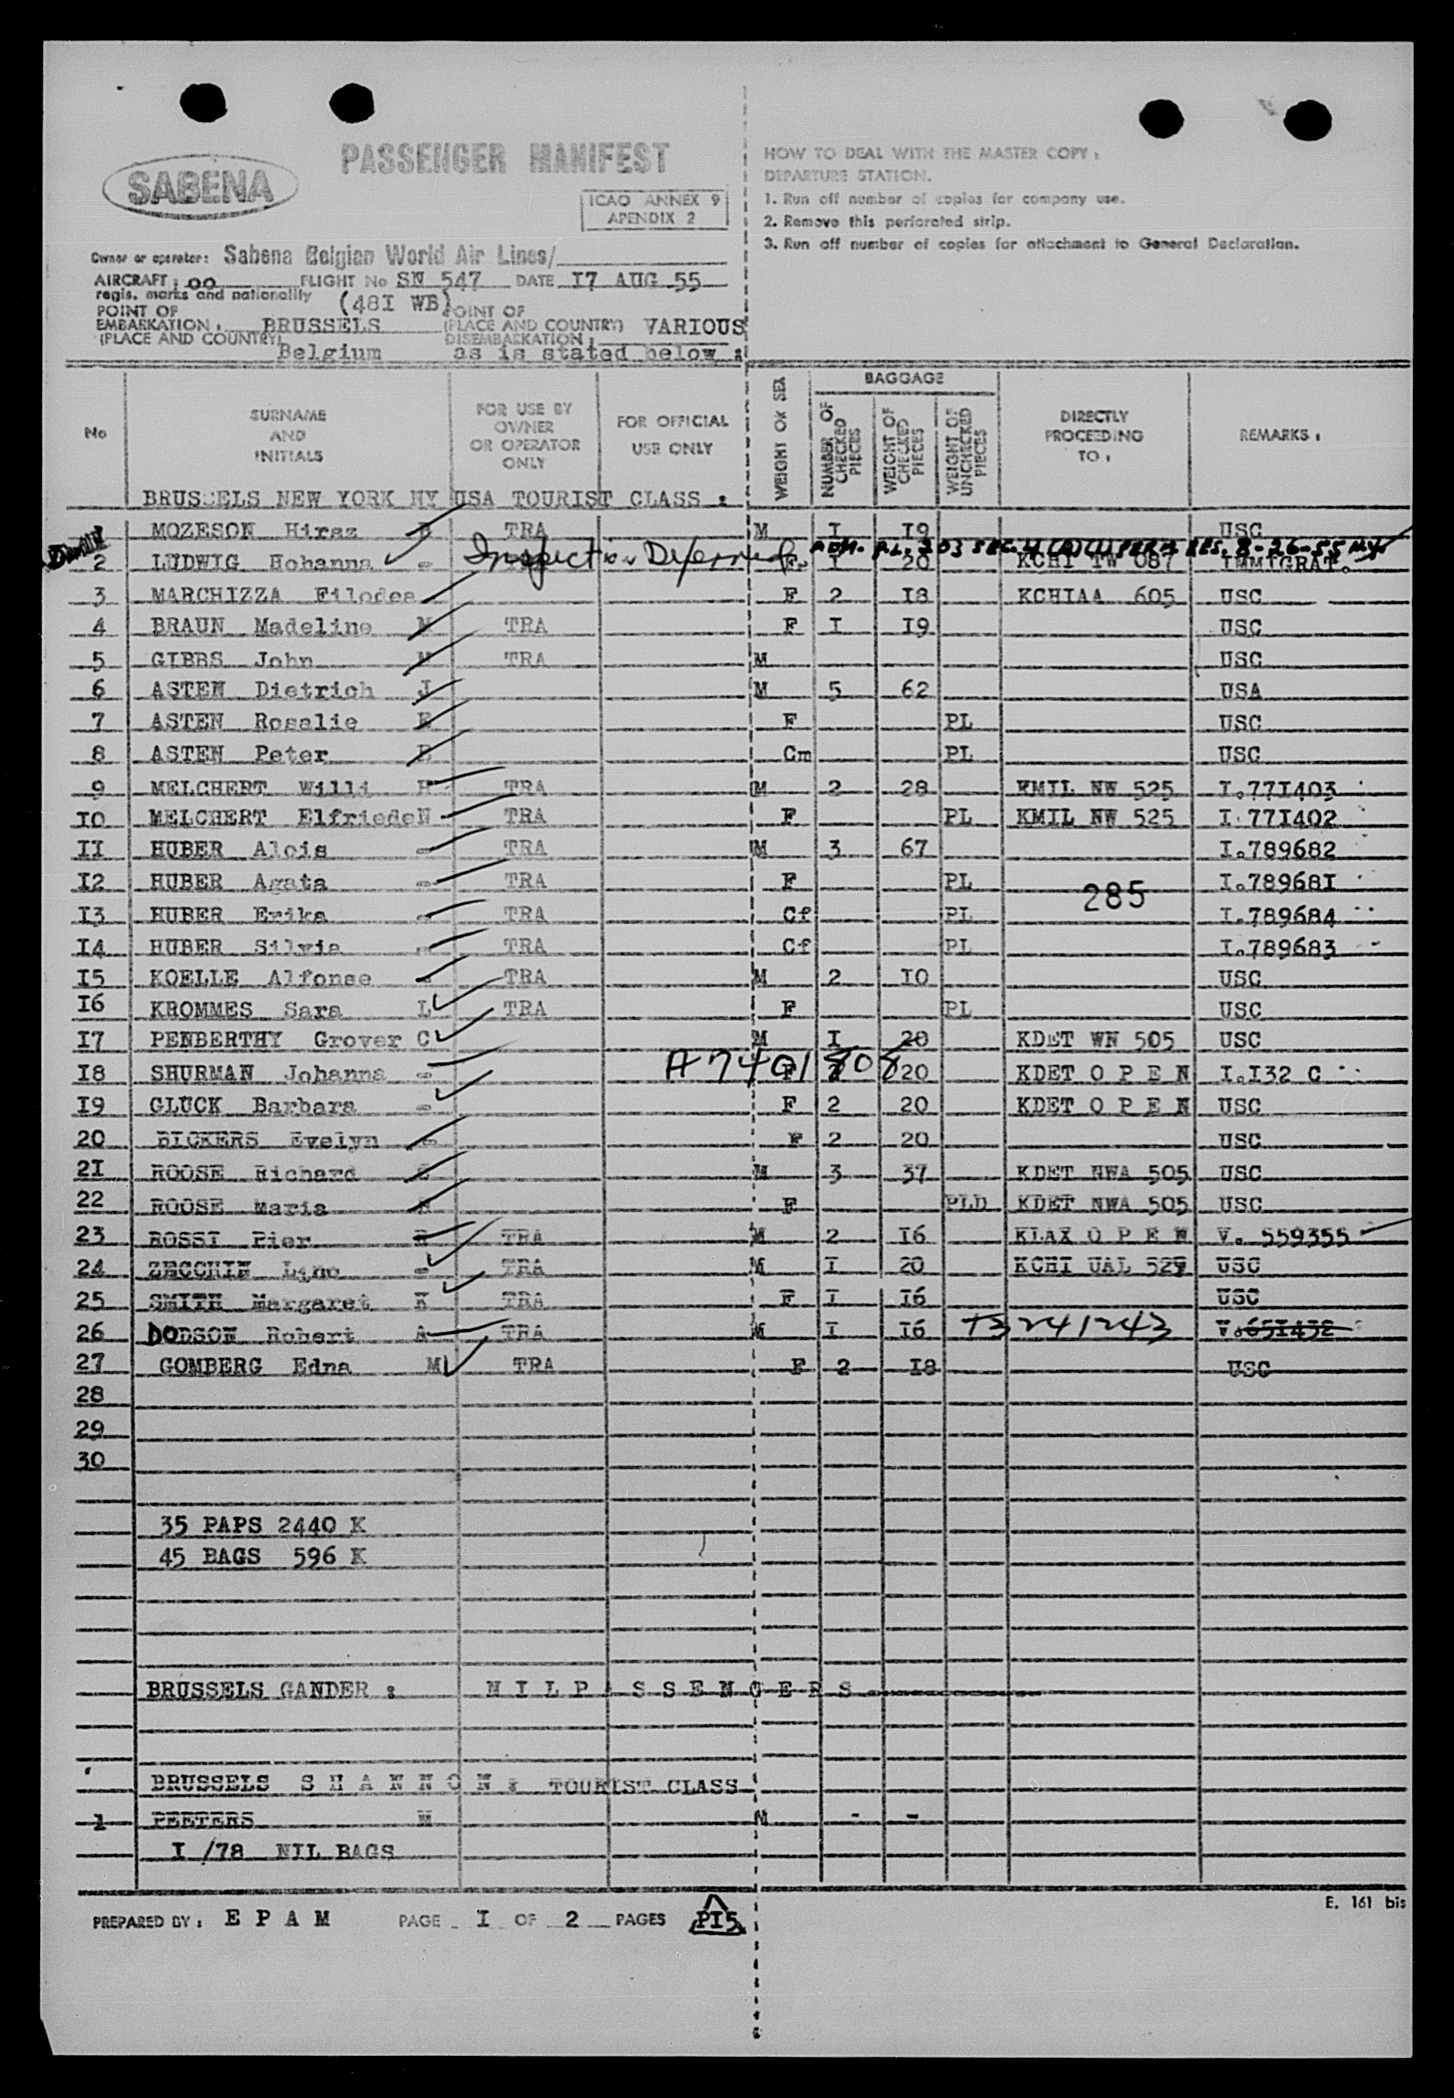 PASSENGER MANIFEST
SABENA
ICAO ANNEX 9
APENDIX 2
HOW TO DEAL WITH THE MASTER COPY :
DEPARTURE STATION.
1. Run off number of copies for company use.
2. Remove this perforated strip.
3. Run off number of copies for attachment to General Declaration.
Owner or operator: Sabena Belgian World Air Lines/
AIRCRAFT : OO FLIGHT No SN 547 DATE I7 AUG 55
regis. marks and nationality (48I WB)
POINT OF EMBARKATION : BRUSSELS POINT OF (PLACE AND COUNTRY) VARIOUS
(PLACE AND COUNTRY) DISEMBARKATION :
Belgium as is stated below :
No SURNAME AND INITIALS FOR USE BY OWNER OR OPERATOR ONLY FOR OFFICIAL USE ONLY WEIGHT OR SEX BAGGAGE NUMBER OF CHECKED PIECES WEIGHT OF CHECKED PIECES WEIGHT OF UNCHECKED PIECES DIRECTLY PROCEEDING TO : REMARKS :
BRUSSELS NEW YORK NY USA TOURIST CLASS :
MOZESON Hirsz TRA M I I9 USC
Inspection Deferred ADM. P.L. 203 SEC. 4 (A)(1) PERM RES. 8-26-55 N.Y.
2 LUDWIG Hohanna - F I 20 KCHI TW 087 IMMIGRAT.
3 MARCHIZZA Filodea F 2 I8 KCHIAA 605 USC
4 BRAUN Madeline M TRA F I I9 USC
5 GIBBS John M TRA M USC
6 ASTEN Dietrich J M 5 62 USA
7 ASTEN Rosalie E F PL USC
8 ASTEN Peter Cm PL USC
9 MELCHERT Willi H TRA M 2 28 KMIL NW 525 I.77I403
I0 MELCHERT ElfriedeN TRA F PL KMIL NW 525 I.77I402
II HUBER Alois - TRA M 3 67 I.789682
I2 HUBER Agata - TRA F PL I.78968I
285
I3 HUBER Erika - TRA Cf PL I.789684
I4 HUBER Silvia - TRA Cf PL I.789683
I5 KOELLE Alfonse - TRA M 2 I0 USC
I6 KROMMES Sara L TRA F PL USC
I7 PENBERTHY Grover C M I 20 KDET WN 505 USC
A7401808
I8 SHURMAN Johanna - F 20 KDET O P E N I.I32 C
I9 GLUCK Barbara - F 2 20 KDET O P E N USC
20 BICKERS Evelyn F 2 20 USC
2I ROOSE Richard M 3 37 KDET NWA 505 USC
22 ROOSE Maria F PLD KDET NWA 505 USC
23 ROSSI Pier R TRA M 2 I6 KLAX O P E N V. 559355
24 ZECCHIN Lino - TRA M I 20 KCHI UAL 529 USC
25 SMITH Margaret K TRA F I I6 USC
26 DODSON Robert A TRA M I I6 T3241243 V.651432
27 GOMBERG Edna M TRA F 2 I8 USC
28
29
30
35 PAPS 2440 K
45 BAGS 596 K
BRUSSELS GANDER : N I L P A S S E N G E R S
BRUSSELS S H A N N O N : TOURIST CLASS
1 PEETERS M M - -
I /78 NIL BAGS
E. 161 bis
PREPARED BY : E P A M PAGE I OF 2 PAGES PI5